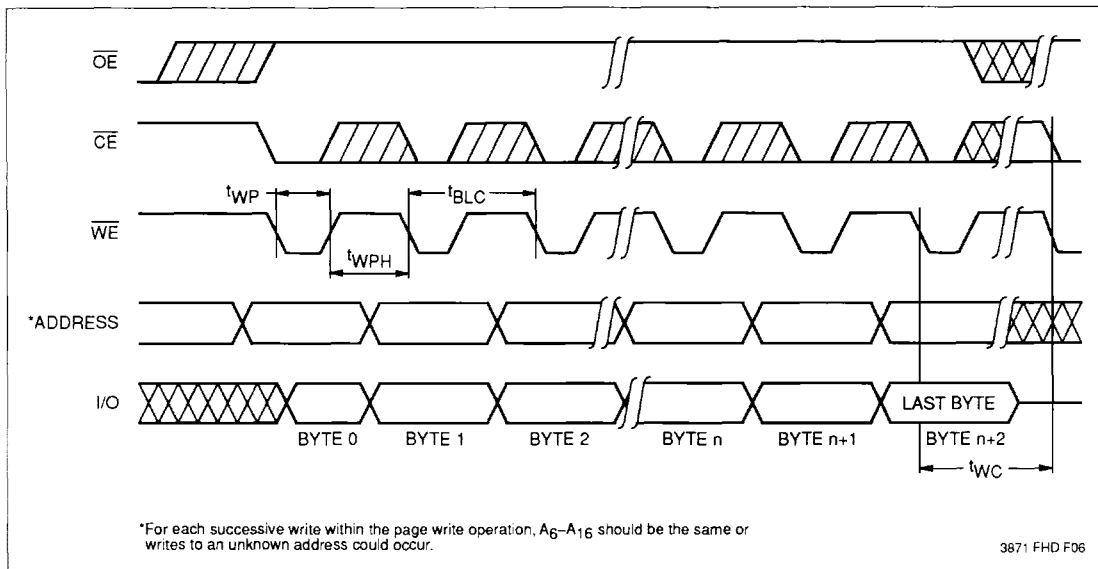 OE
CE
tWP
tBLC
WE
tWPH
*ADDRESS
I/O
LAST BYTE
BYTE 0 BYTE 1 BYTE 2 BYTE n BYTE n+1 BYTE n+2
tWC
*For each successive write within the page write operation, A6–A16 should be the same or
writes to an unknown address could occur.
3871 FHD F06